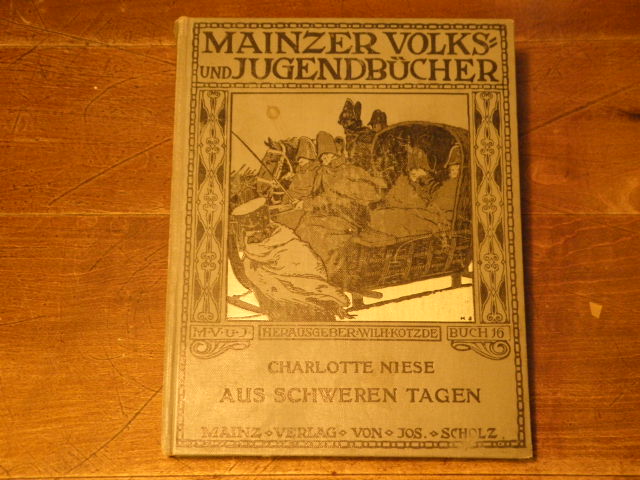 MAINZER VOLKS=
UND JUGENDBÜCHER
M·V·u·J· HERAUSGEBER·WILH·KOTZDE BUCH 16
CHARLOTTE NIESE
AUS SCHWEREN TAGEN
MAINZ ⬥ VERLAG ⬥ VON ⬥ JOS. ⬥ SCHOLZ